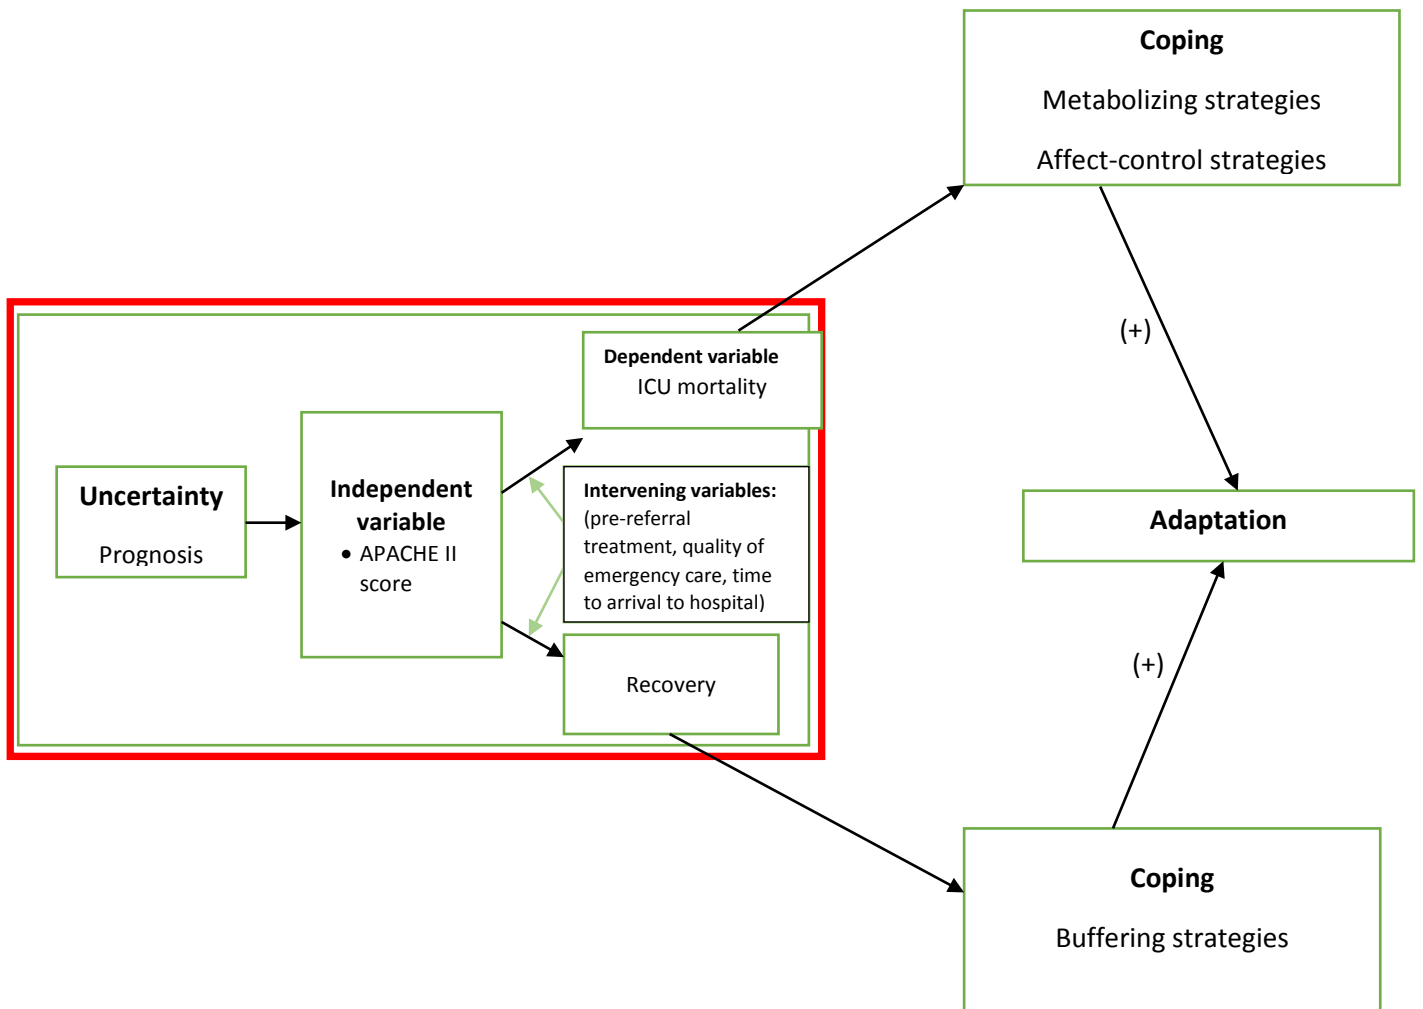 Coping
Metabolizing strategies
Affect-control strategies
(+)
Dependent variable
ICU mortality
Uncertainty
Prognosis
Independent
variable
• APACHE II
score
Intervening variables:
(pre-referral
treatment, quality of
emergency care, time
to arrival to hospital)
Recovery
Adaptation
(+)
Coping
Buffering strategies